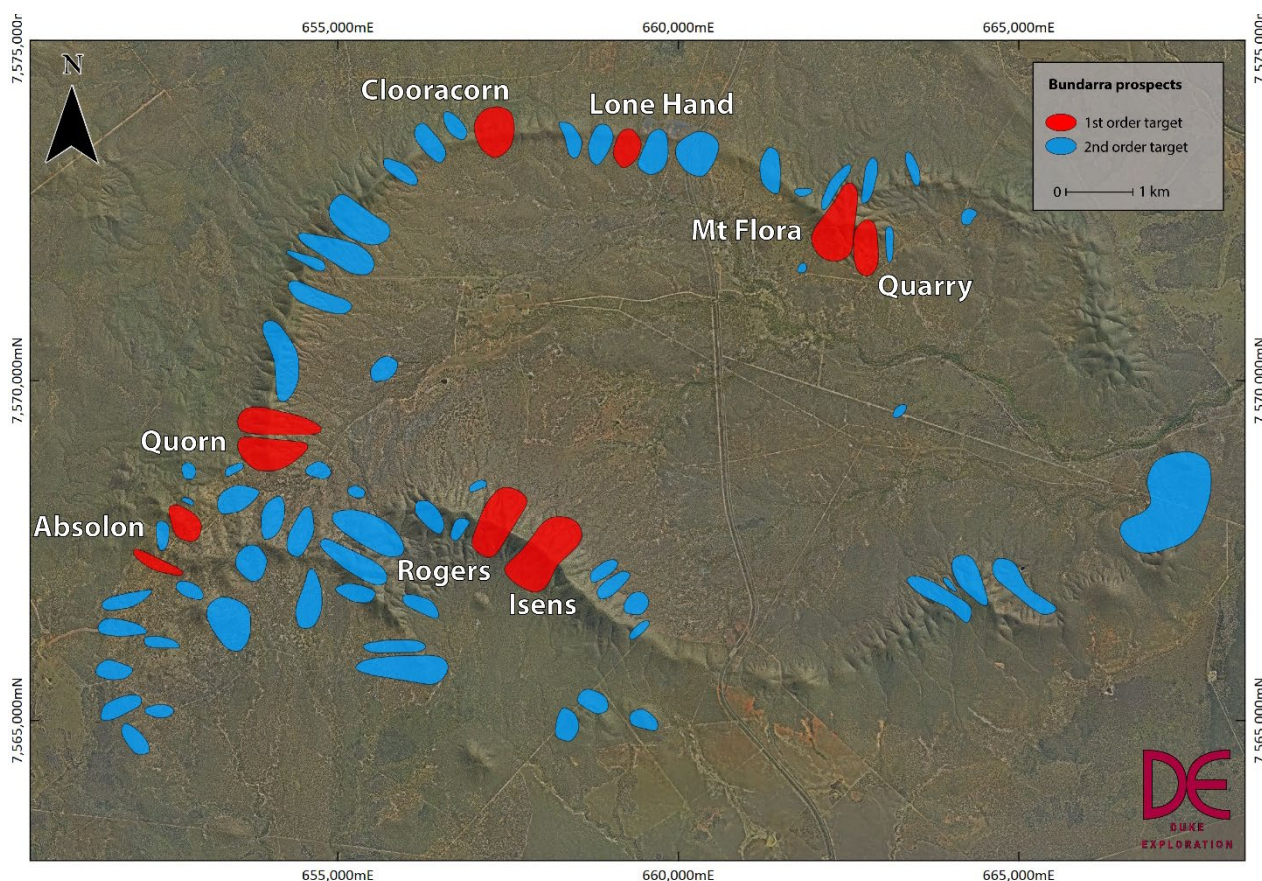 655,000mE
660,000mE
665,000mE
7,575,000r
7,575,000r
N
Clooracorn
Lone Hand
Bundarra prospects
1st order target
2nd order target
0
1 km
Mt Flora
Quarry
7,570,000mN
7,570,000mN
Quorn
Absolon
Rogers
Isens
7,565,000mN
7,565,000mN
DE
DUKE
EXPLORATION
655,000mE
660,000mE
665,000mE